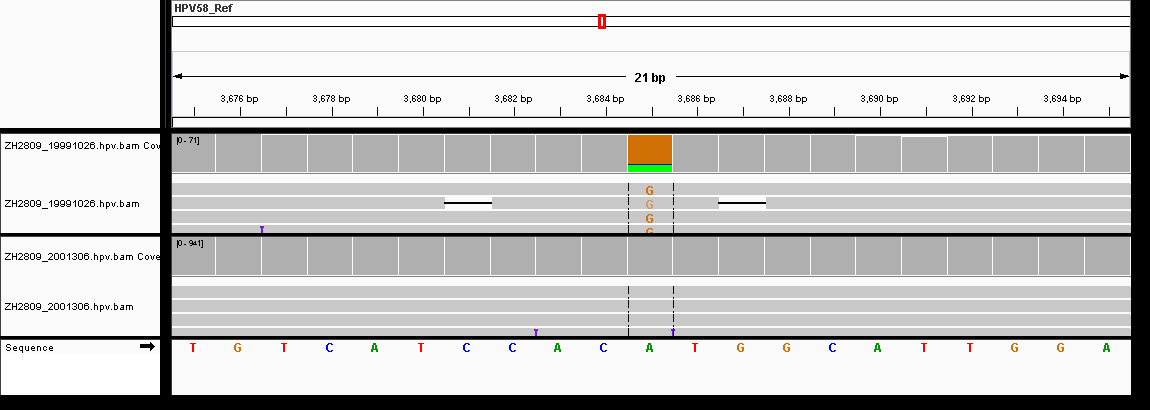 HPV58_Ref
21 bp
3,676 bp 3,678 bp 3,680 bp 3,682 bp 3,684 bp 3,686 bp 3,688 bp 3,690 bp 3,692 bp 3,694 bp
ZH2809_19991026.hpv.bam Cov
[0 - 71]
ZH2809_19991026.hpv.bam
G
G
G
G
ZH2809_2001306.hpv.bam Cove
[0 - 941]
ZH2809_2001306.hpv.bam
Sequence
T G T C A T C C A C A T G G C A T T G G A